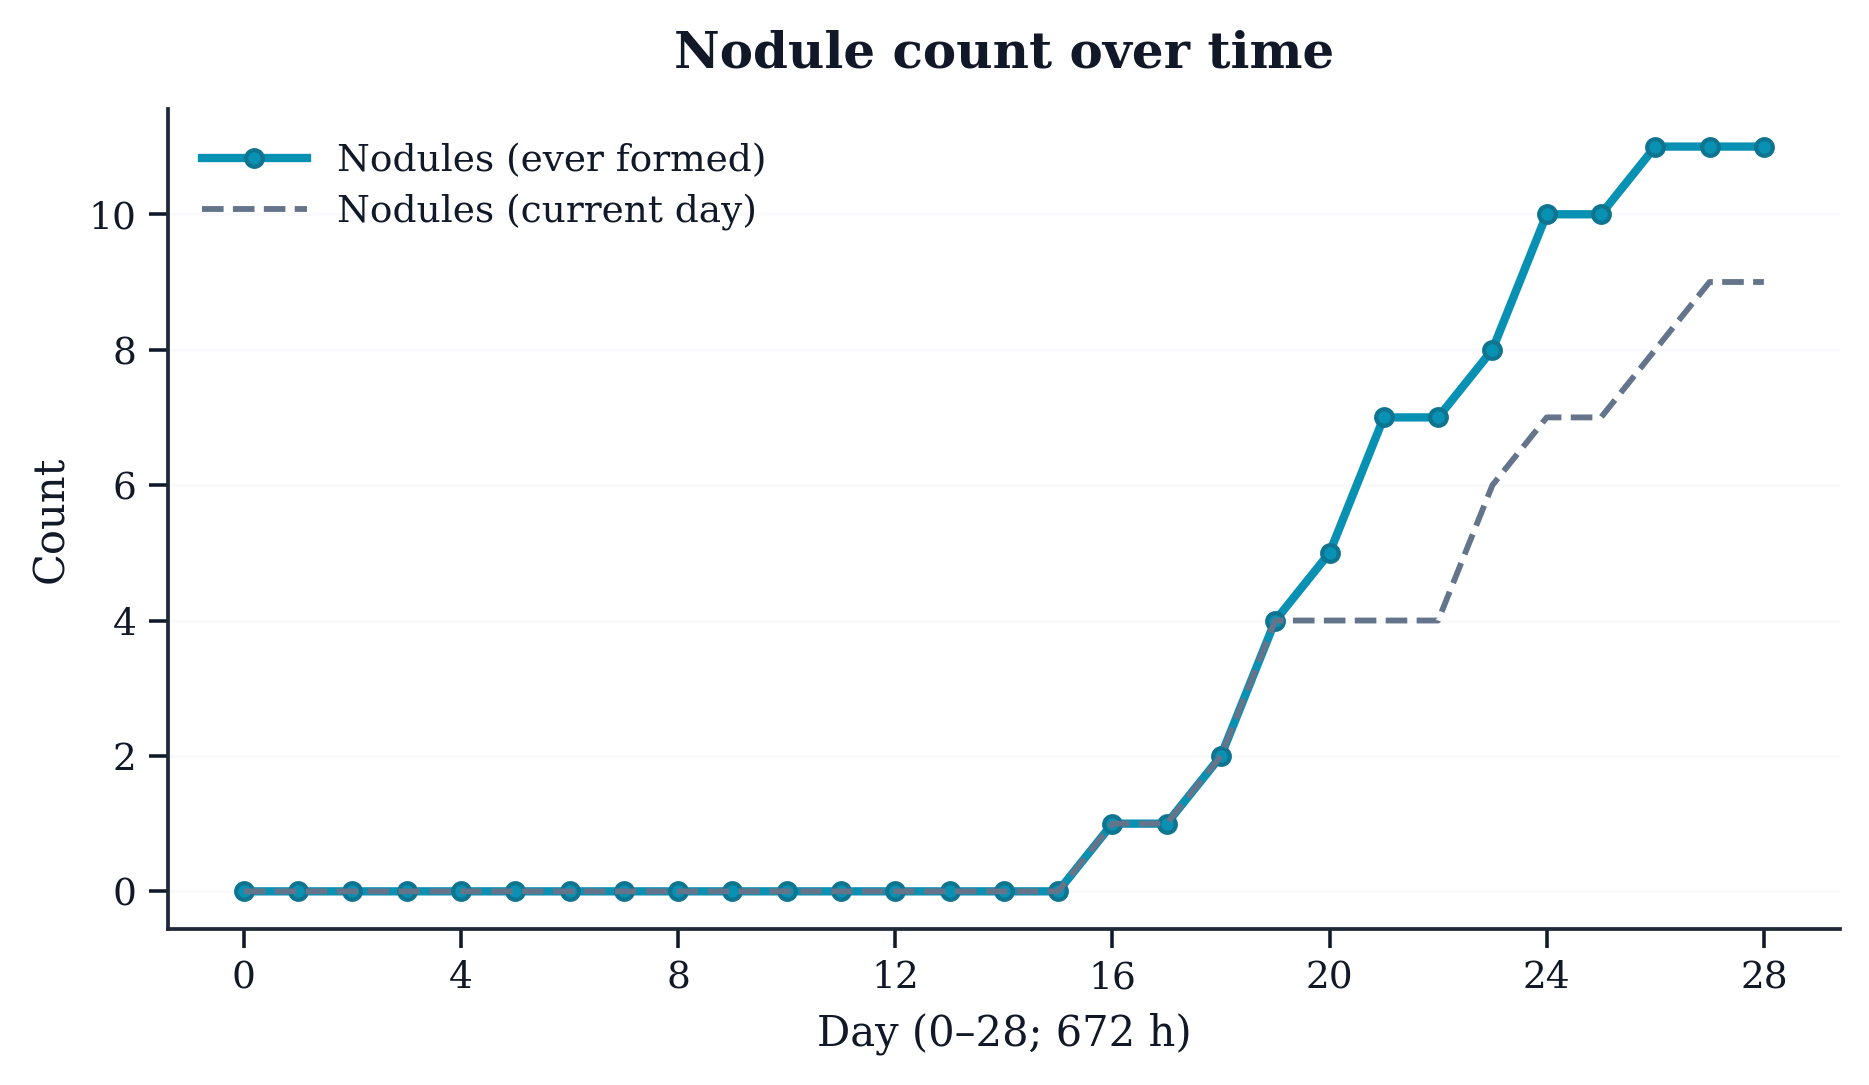 Nodule count over time
Nodules (ever formed)
Nodules (current day)
Count
10
8
6
4
2
0
0 4 8 12 16 20 24 28
Day (0–28; 672 h)